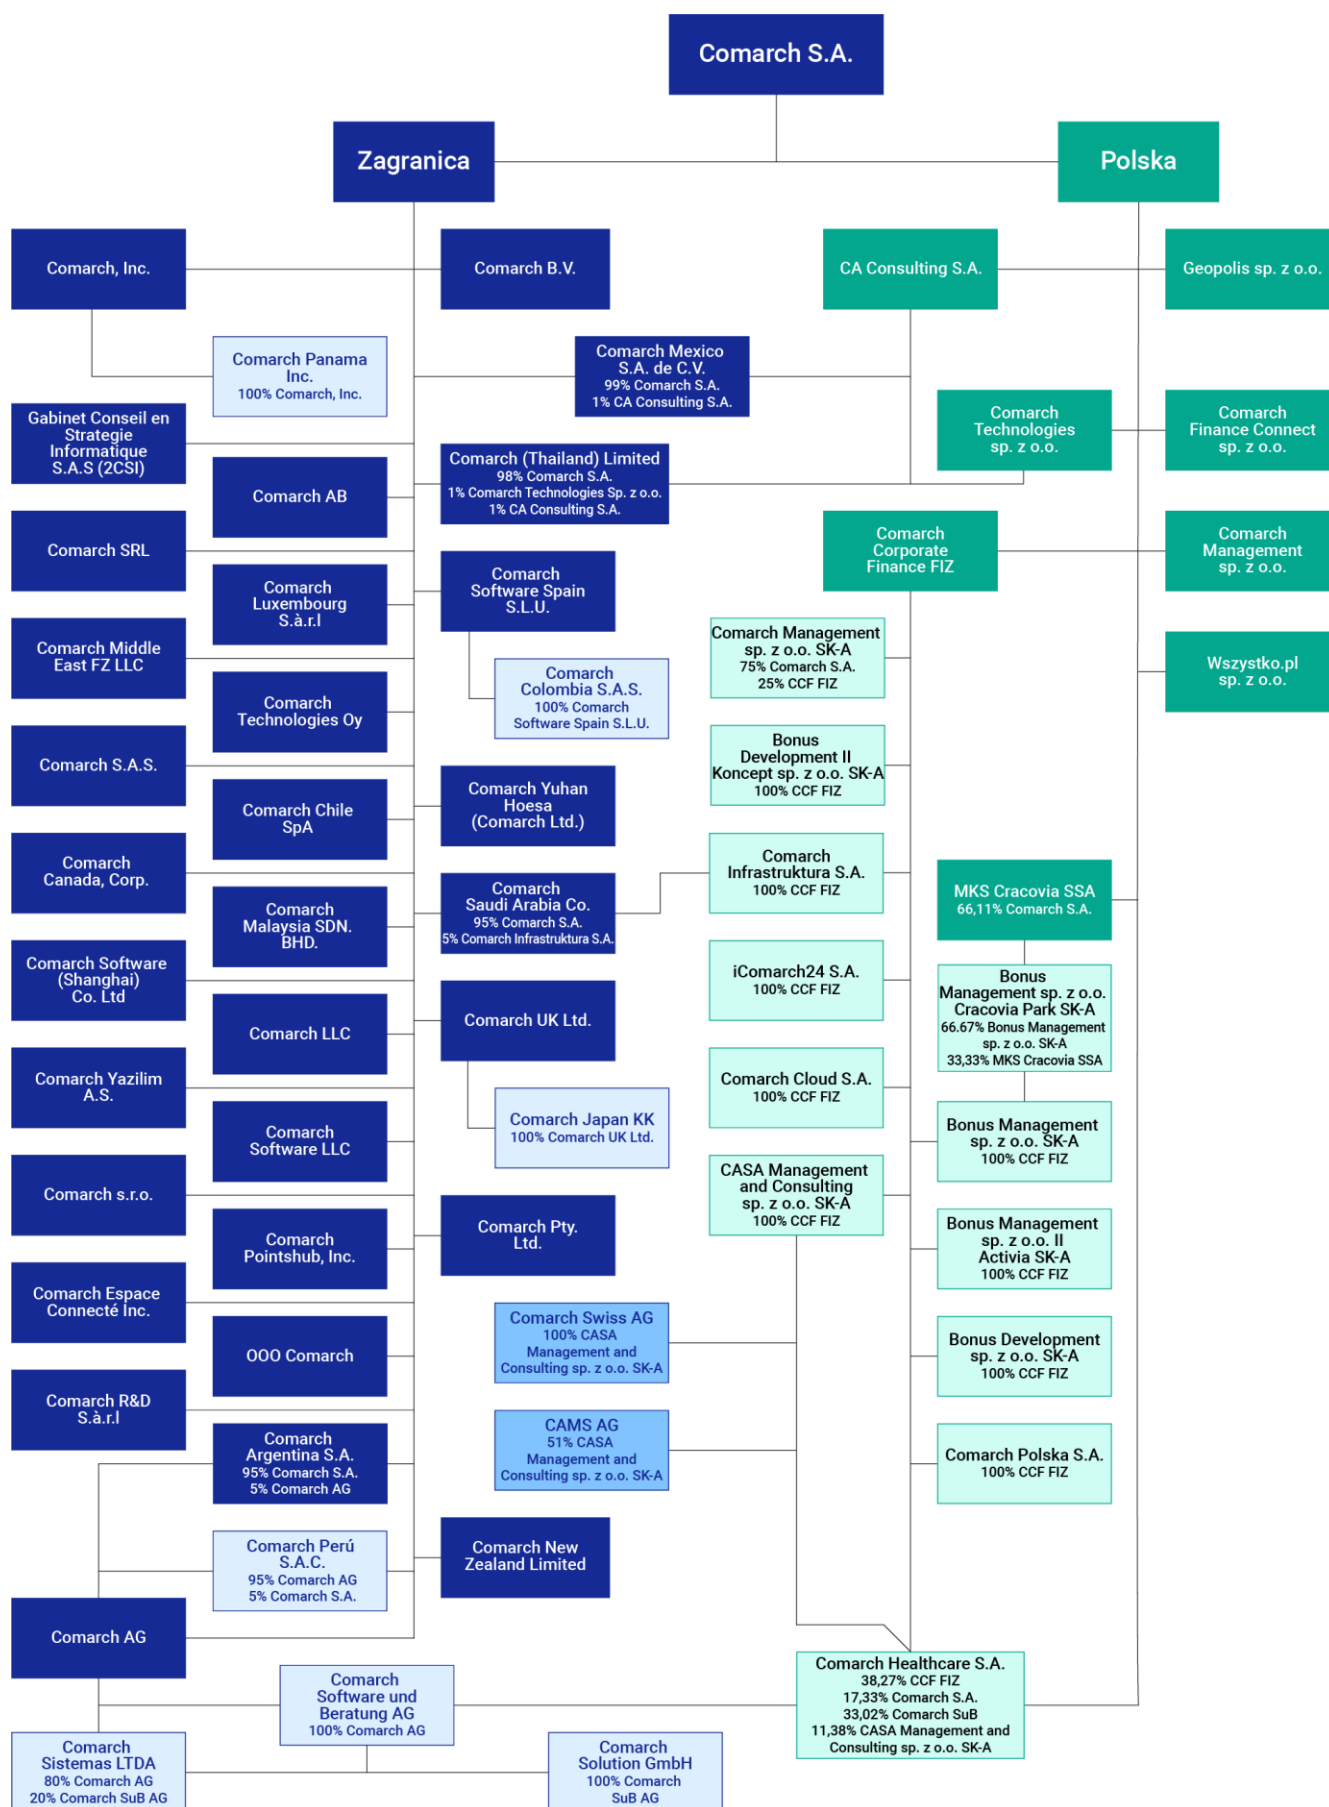 Comarch S.A.
Zagranica
Polska
Comarch, Inc.
Comarch B.V.
CA Consulting S.A.
Geopolis sp. z o.o.
Comarch Panama
Inc.
100% Comarch, Inc.
Comarch Mexico
S.A. de C.V.
99% Comarch S.A.
1% CA Consulting S.A.
Gabinet Conseil en
Strategie
Informatique
S.A.S (2CSI)
Comarch
Technologies
sp. z o.o.
Comarch
Finance Connect
sp. z o.o.
Comarch AB
Comarch (Thailand) Limited
98% Comarch S.A.
1% Comarch Technologies Sp. z o.o.
1% CA Consulting S.A.
Comarch SRL
Comarch
Corporate
Finance FIZ
Comarch
Management
sp. z o.o.
Comarch
Luxembourg
S.à.r.l
Comarch
Software Spain
S.L.U.
Comarch Middle
East FZ LLC
Comarch Management
sp. z o.o. SK-A
75% Comarch S.A.
25% CCF FIZ
Wszystko.pl
sp. z o.o.
Comarch
Technologies Oy
Comarch
Colombia S.A.S.
100% Comarch
Software Spain S.L.U.
Comarch S.A.S.
Bonus
Development II
Koncept sp. z o.o. SK-A
100% CCF FIZ
Comarch Chile
SpA
Comarch Yuhan
Hoesa
(Comarch Ltd.)
Comarch
Canada, Corp.
Comarch
Infrastruktura S.A.
100% CCF FIZ
MKS Cracovia SSA
66,11% Comarch S.A.
Comarch
Malaysia SDN.
BHD.
Comarch
Saudi Arabia Co.
95% Comarch S.A.
5% Comarch Infrastruktura S.A.
Comarch Software
(Shanghai)
Co. Ltd
iComarch24 S.A.
100% CCF FIZ
Bonus
Management sp. z o.o.
Cracovia Park SK-A
66.67% Bonus Management
sp. z o.o. SK-A
33,33% MKS Cracovia SSA
Comarch LLC
Comarch UK Ltd.
Comarch Yazilim
A.S.
Comarch Cloud S.A.
100% CCF FIZ
Comarch
Software LLC
Comarch Japan KK
100% Comarch UK Ltd.
Bonus Management
sp. z o.o. SK-A
100% CCF FIZ
Comarch s.r.o.
CASA Management
and Consulting
sp. z o.o. SK-A
100% CCF FIZ
Comarch
Pointshub, Inc.
Comarch Pty.
Ltd.
Bonus Management
sp. z o.o. II
Activia SK-A
100% CCF FIZ
Comarch Espace
Connecté Inc.
OOO Comarch
Comarch Swiss AG
100% CASA
Management and
Consulting sp. z o.o. SK-A
Bonus Development
sp. z o.o. SK-A
100% CCF FIZ
Comarch R&D
S.à.r.l
Comarch
Argentina S.A.
95% Comarch S.A.
5% Comarch AG
CAMS AG
51% CASA
Management and
Consulting sp. z o.o. SK-A
Comarch Polska S.A.
100% CCF FIZ
Comarch Perú
S.A.C.
95% Comarch AG
5% Comarch S.A.
Comarch New
Zealand Limited
Comarch AG
Comarch
Software und
Beratung AG
100% Comarch AG
Comarch Healthcare S.A.
38,27% CCF FIZ
17,33% Comarch S.A.
33,02% Comarch SuB
11,38% CASA Management and
Consulting sp. z o.o. SK-A
Comarch
Sistemas LTDA
80% Comarch AG
20% Comarch SuB AG
Comarch
Solution GmbH
100% Comarch
SuB AG